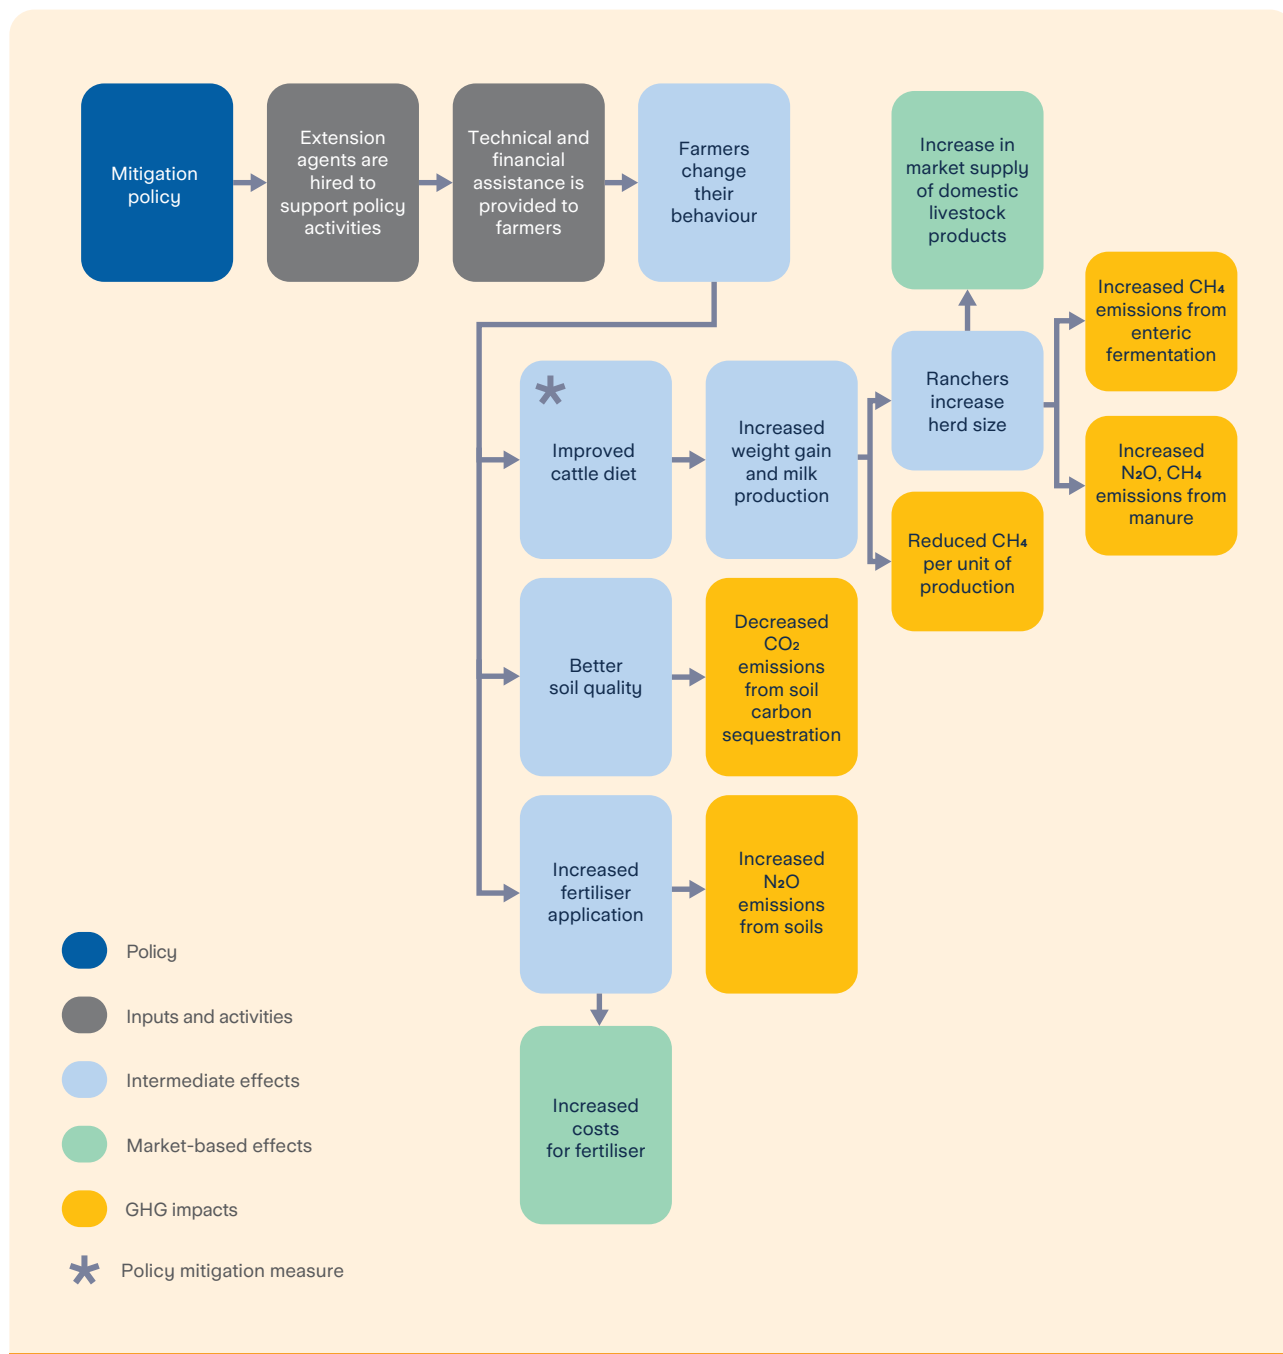 Mitigation
policy
Extension
agents are
hired to
support policy
activities
Technical and
financial
assistance is
provided to
farmers
Farmers
change
their
behaviour
Increase in
market supply
of domestic
livestock
products
Increased CH₄
emissions from
enteric
fermentation
Improved
cattle diet
Increased
weight gain
and milk
production
Ranchers
increase
herd size
Increased
N₂O, CH₄
emissions from
manure
Reduced CH₄
per unit of
production
Better
soil quality
Decreased
CO₂
emissions
from soil
carbon
sequestration
Increased
fertiliser
application
Increased
N₂O
emissions
from soils
Increased
costs
for fertiliser
Policy
Inputs and activities
Intermediate effects
Market-based effects
GHG impacts
Policy mitigation measure